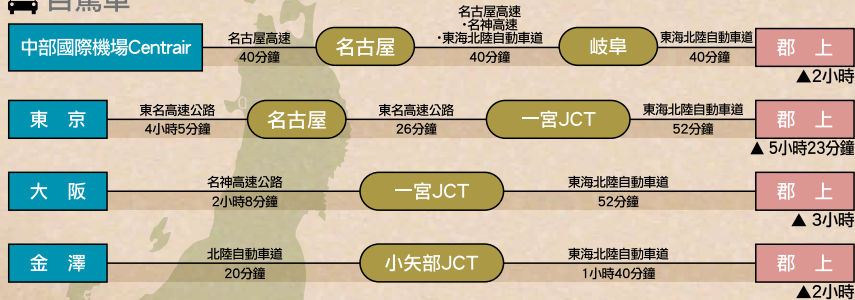 自駕車
名古屋高速
・名神高速
・東海北陸自動車道
中部國際機場Centrair 名古屋高速 名古屋 岐阜 東海北陸自動車道 郡 上
40分鐘 40分鐘 40分鐘
▲2小時
東 京 東名高速公路 名古屋 東名高速公路 一宮JCT 東海北陸自動車道 郡 上
4小時5分鐘 26分鐘 52分鐘
▲ 5小時23分鐘
大 阪 名神高速公路 一宮JCT 東海北陸自動車道 郡 上
2小時8分鐘 52分鐘
▲ 3小時
金 澤 北陸自動車道 小矢部JCT 東海北陸自動車道 郡 上
20分鐘 1小時40分鐘
▲2小時